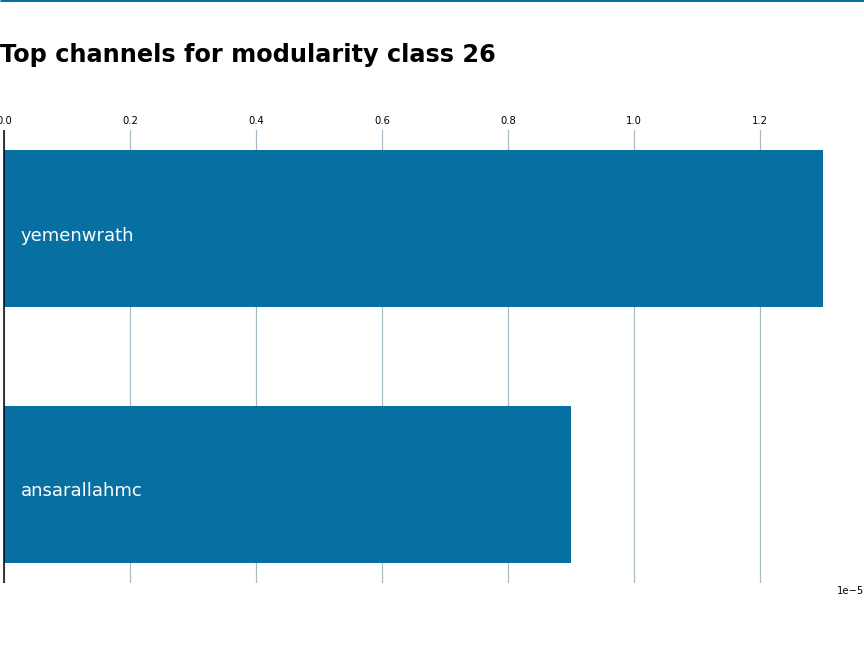 Top channels for modularity class 26
0.0 0.2 0.4 0.6 0.8 1.0 1.2
yemenwrath
ansarallahmc
1e−5